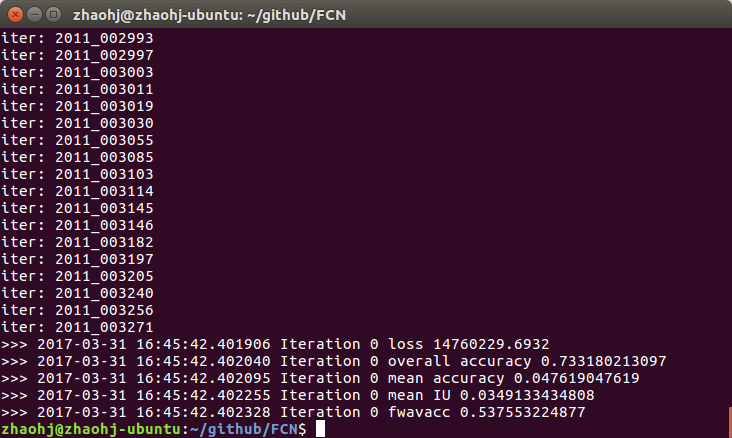 zhaohj@zhaohj-ubuntu: ~/github/FCN
iter: 2011_002993
iter: 2011_002997
iter: 2011_003003
iter: 2011_003011
iter: 2011_003019
iter: 2011_003030
iter: 2011_003055
iter: 2011_003085
iter: 2011_003103
iter: 2011_003114
iter: 2011_003145
iter: 2011_003146
iter: 2011_003182
iter: 2011_003197
iter: 2011_003205
iter: 2011_003240
iter: 2011_003256
iter: 2011_003271
>>> 2017-03-31 16:45:42.401906 Iteration 0 loss 14760229.6932
>>> 2017-03-31 16:45:42.402040 Iteration 0 overall accuracy 0.733180213097
>>> 2017-03-31 16:45:42.402095 Iteration 0 mean accuracy 0.047619047619
>>> 2017-03-31 16:45:42.402255 Iteration 0 mean IU 0.0349133434808
>>> 2017-03-31 16:45:42.402328 Iteration 0 fwavacc 0.537553224877
zhaohj@zhaohj-ubuntu:~/github/FCN$